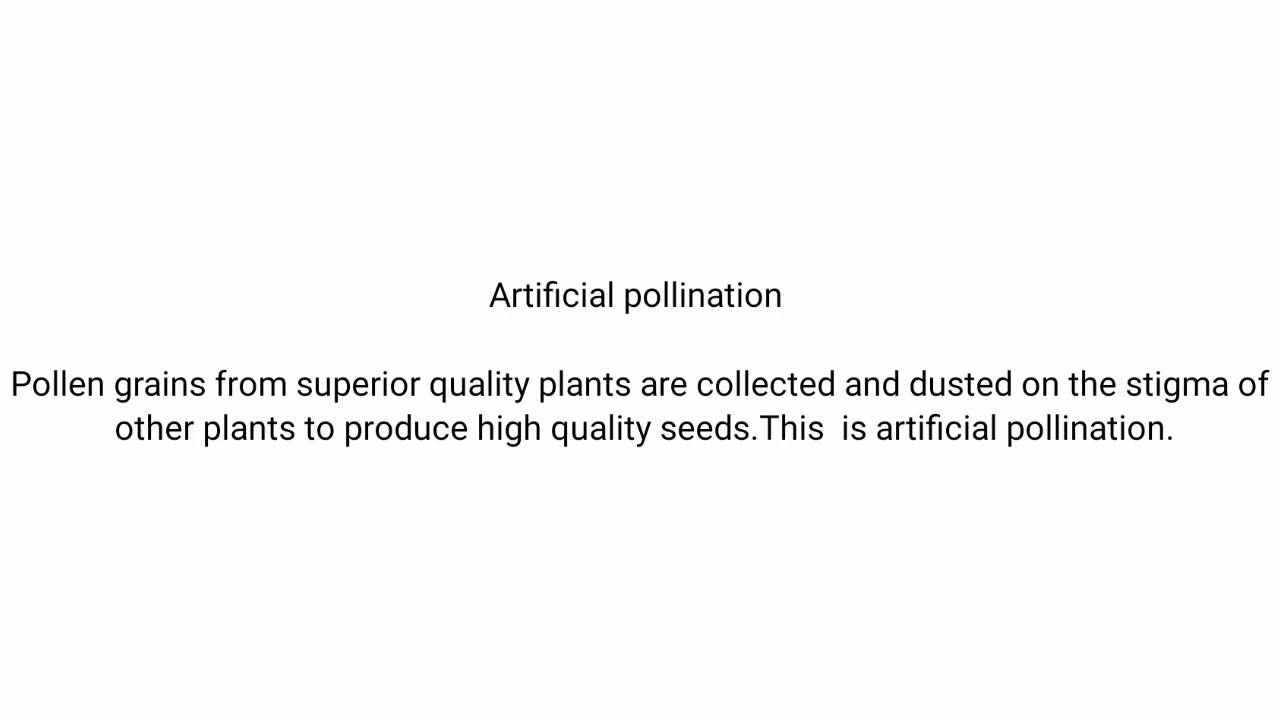 Artificial pollination
Pollen grains from superior quality plants are collected and dusted on the stigma of
other plants to produce high quality seeds.This  is artificial pollination.